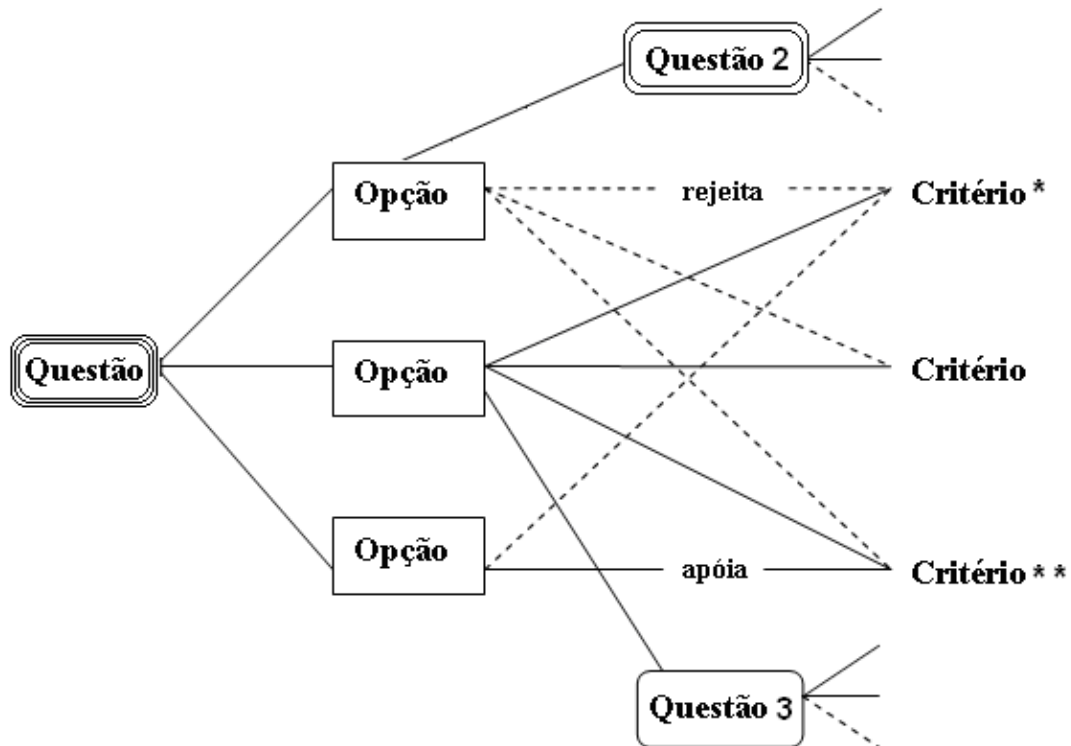 Questão 2
Opção
rejeita
Critério *
Questão
Opção
Critério
Opção
apóia
Critério * *
Questão 3